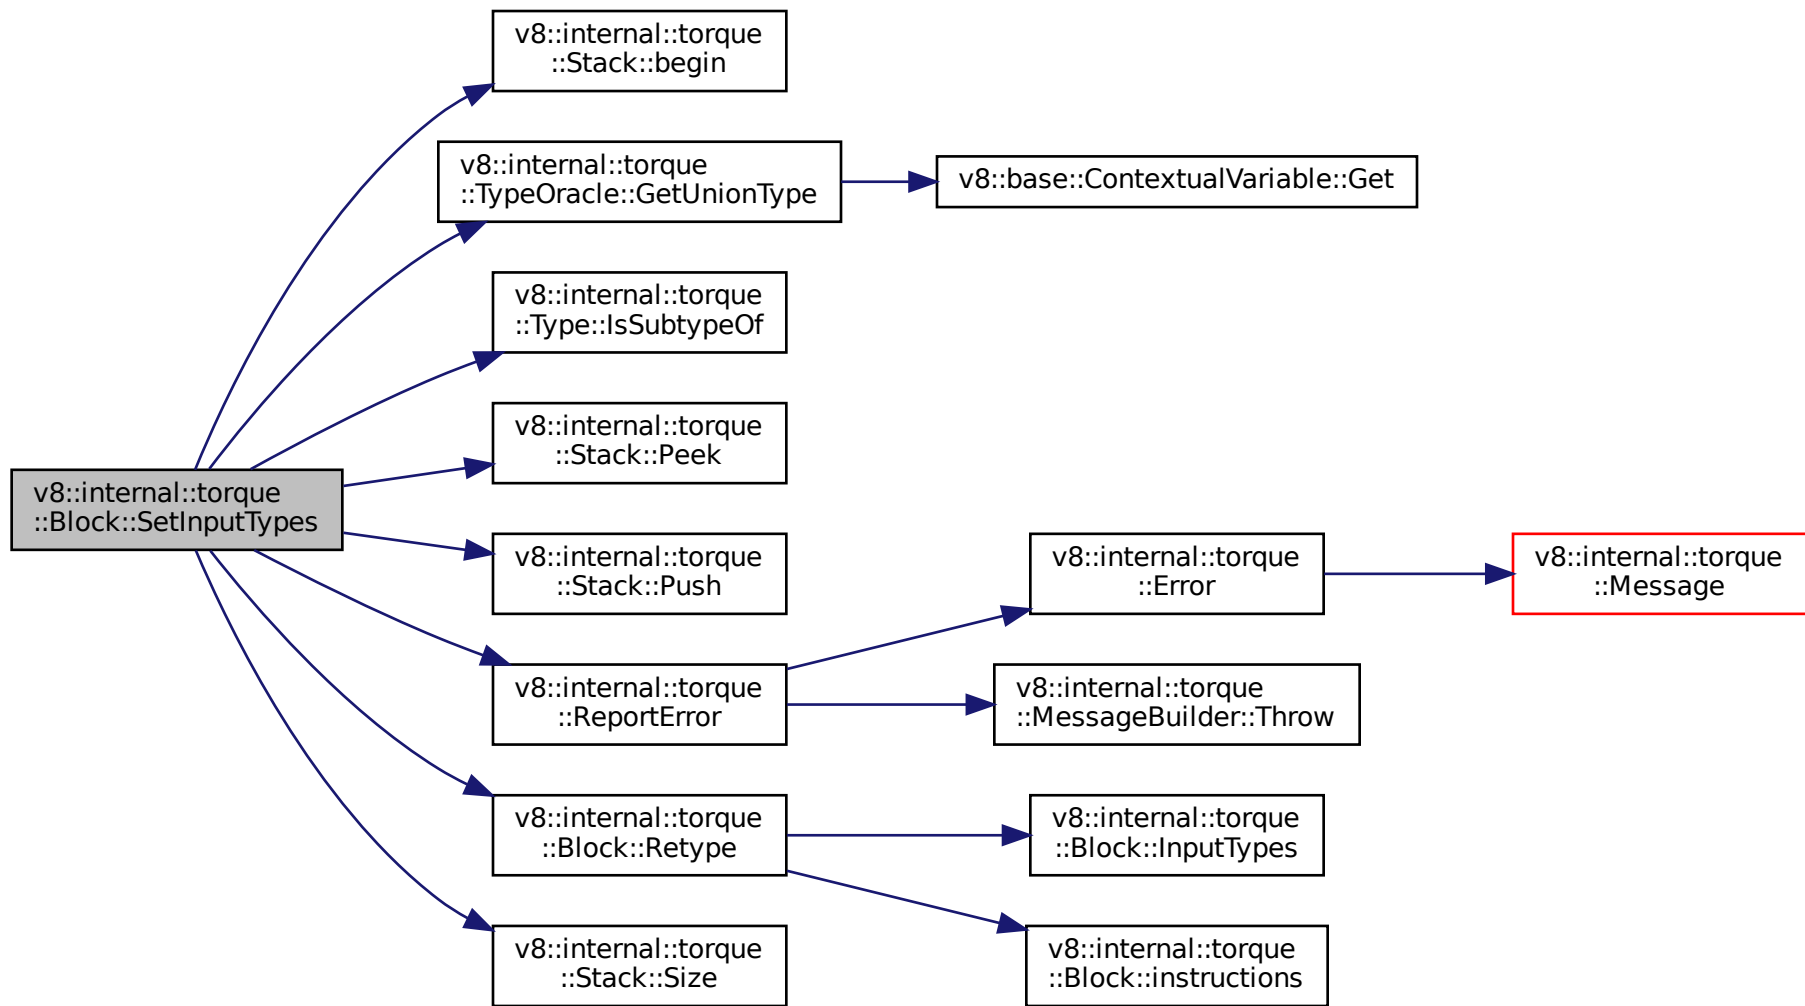 v8::internal::torque
::Stack::begin
v8::internal::torque
::TypeOracle::GetUnionType
v8::base::ContextualVariable::Get
v8::internal::torque
::Type::IsSubtypeOf
v8::internal::torque
::Stack::Peek
v8::internal::torque
::Block::SetInputTypes
v8::internal::torque
::Stack::Push
v8::internal::torque
::Error
v8::internal::torque
::Message
v8::internal::torque
::ReportError
v8::internal::torque
::MessageBuilder::Throw
v8::internal::torque
::Block::Retype
v8::internal::torque
::Block::InputTypes
v8::internal::torque
::Stack::Size
v8::internal::torque
::Block::instructions